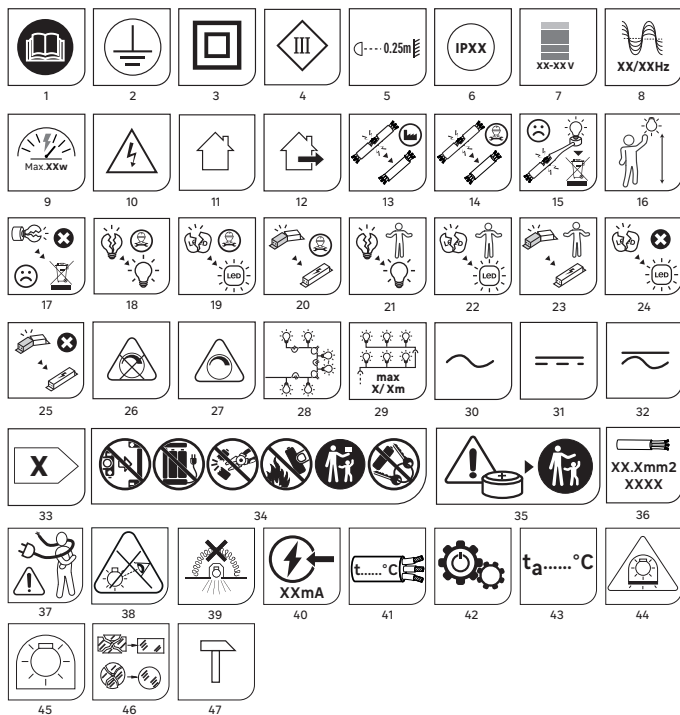 III
0.25m
IPXX
XX-XX V
XX/XXHz
1 2 3 4 5 6 7 8
Max.XXw
9 10 11 12 13 14 15 16
LED
LED
LED
17 18 19 20 21 22 23 24
max
X/Xm
25 26 27 28 29 30 31 32
X
+
XX.Xmm2
XXXX
33 34 35 36
XXmA
t......°C
ta......°C
37 38 39 40 41 42 43 44
45 46 47